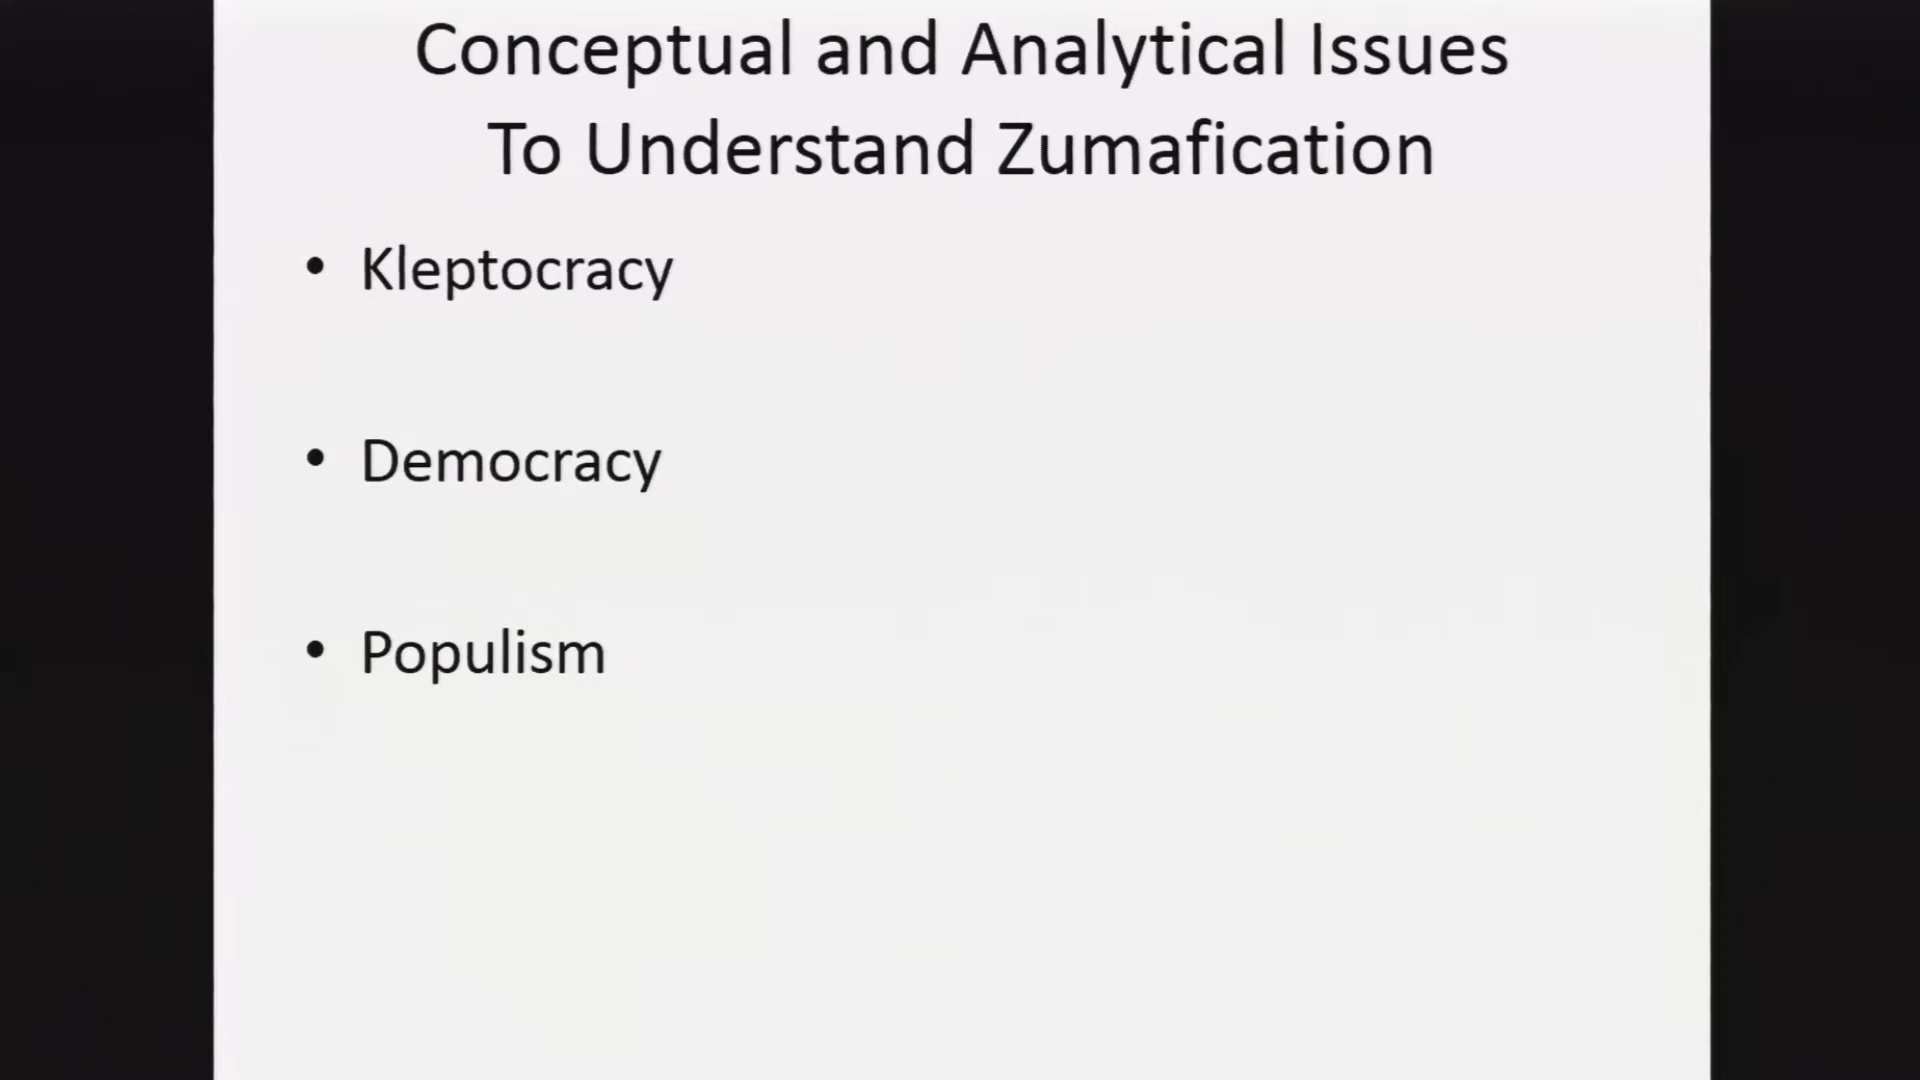 Conceptual and Analytical Issues
To Understand Zumafication
• Kleptocracy
• Democracy
• Populism